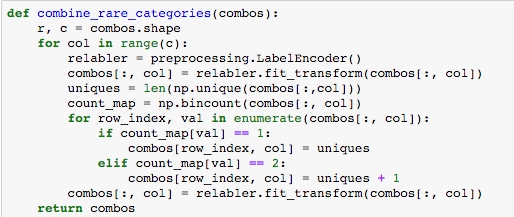 def combine_rare_categories(combos):
    r, c = combos.shape
    for col in range(c):
        relabler = preprocessing.LabelEncoder()
        combos[:, col] = relabler.fit_transform(combos[:, col])
        uniques = len(np.unique(combos[:,col]))
        count_map = np.bincount(combos[:, col])
        for row_index, val in enumerate(combos[:, col]):
            if count_map[val] == 1:
                combos[row_index, col] = uniques
            elif count_map[val] == 2:
                combos[row_index, col] = uniques + 1
        combos[:, col] = relabler.fit_transform(combos[:, col])
    return combos